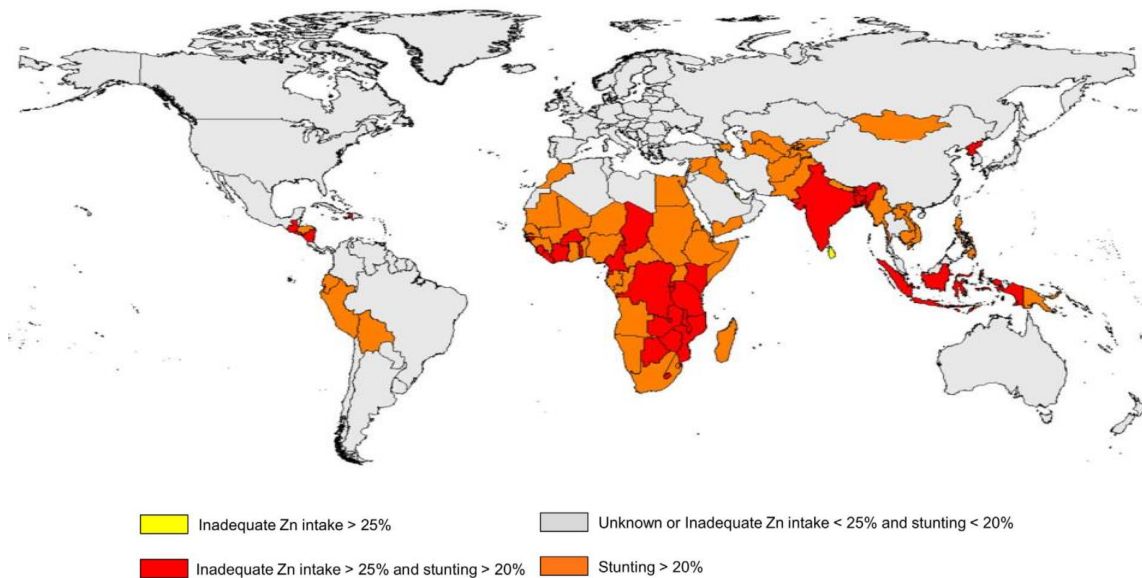 Inadequate Zn intake > 25%
Unknown or Inadequate Zn intake < 25% and stunting < 20%
Inadequate Zn intake > 25% and stunting > 20%
Stunting > 20%